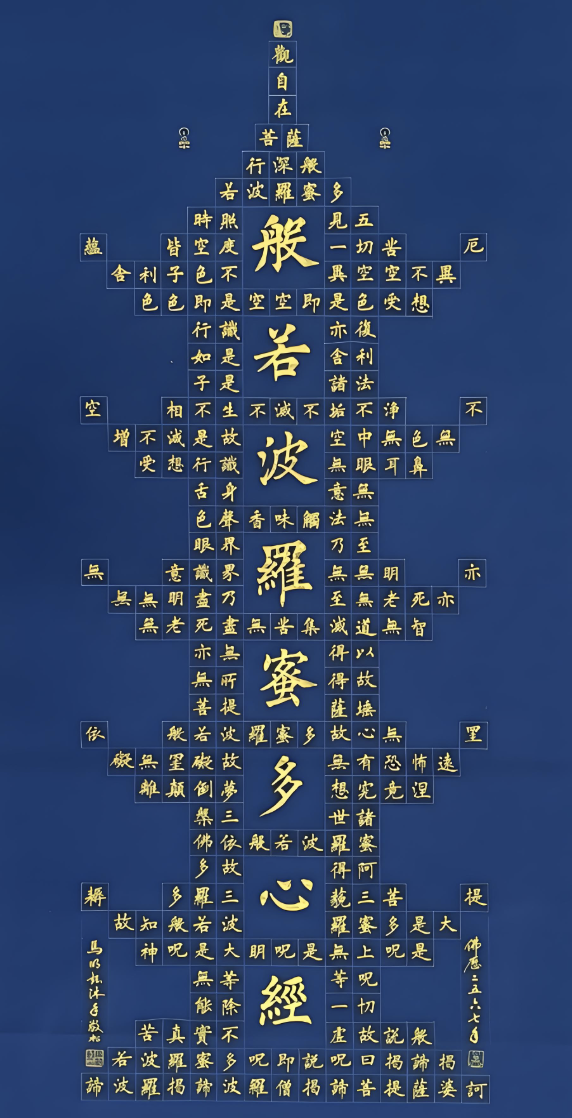 般若波羅蜜多心經
觀
自
在
菩薩
行深般
若波羅蜜多
時照見五
蘊皆空度一切苦厄
舍利子色不異空空不異
色色即是空空即是色受想
行識亦復
如是舍利
子是諸法
空相不生不滅不垢不淨不
增不減是故空中無色無
受想行識無眼耳鼻
舌身意無
色聲香味觸法無
眼界乃至
無意識界無無明亦
無無明盡乃至無老死亦
無老死盡無苦集滅道無智
亦無得以
無所得故
菩提薩埵
依般若波羅蜜多故心無罣
礙無罣礙故無有恐怖遠
離顛倒夢想究竟涅
槃三世諸
佛依般若波羅蜜
多故得阿
耨多羅三藐三菩提
故知般若波羅蜜多是大
神呪是大明呪是無上呪是
無等等呪
能除一切
苦真實不虛故說般
若波羅蜜多呪即說呪曰揭諦揭
諦波羅揭諦波羅僧揭諦菩提薩婆訶
佛歷二五六七年